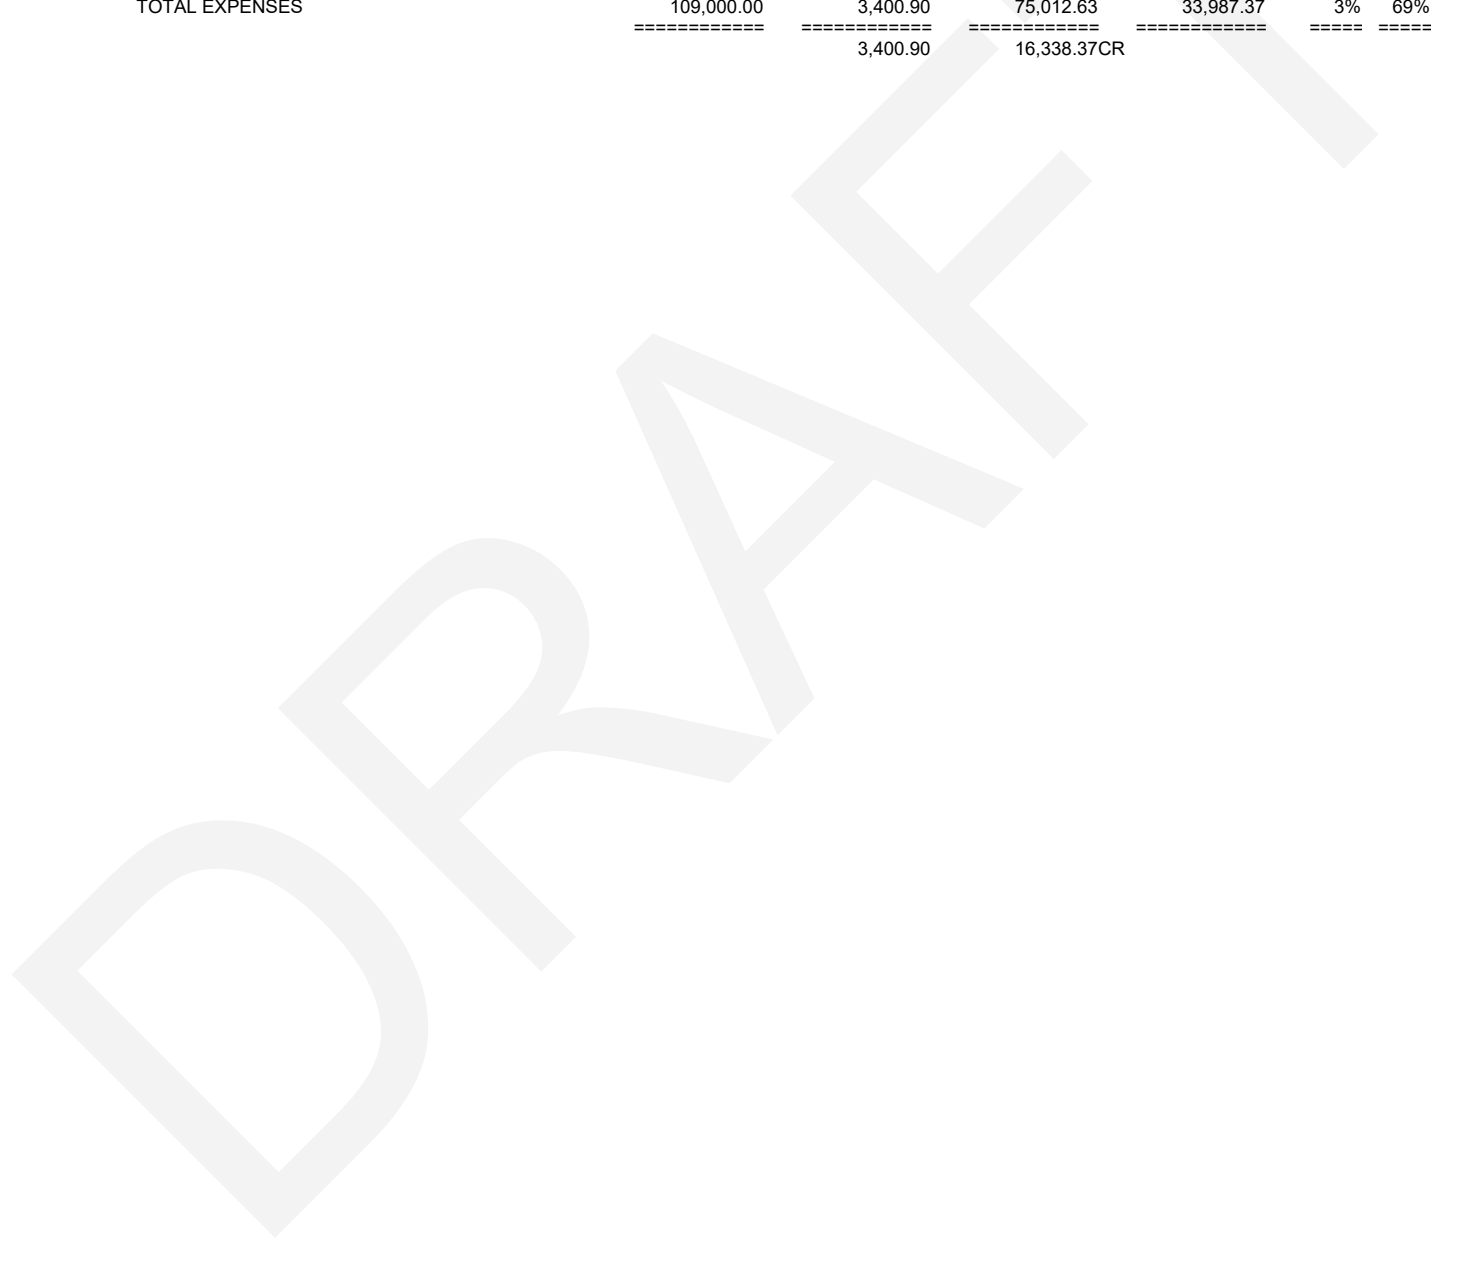 TOTAL EXPENSES 109,000.00 3,400.90 75,012.63 33,987.37 3% 69%
============ ============ ============ ============ ===== =====
3,400.90 16,338.37CR
DRAFT